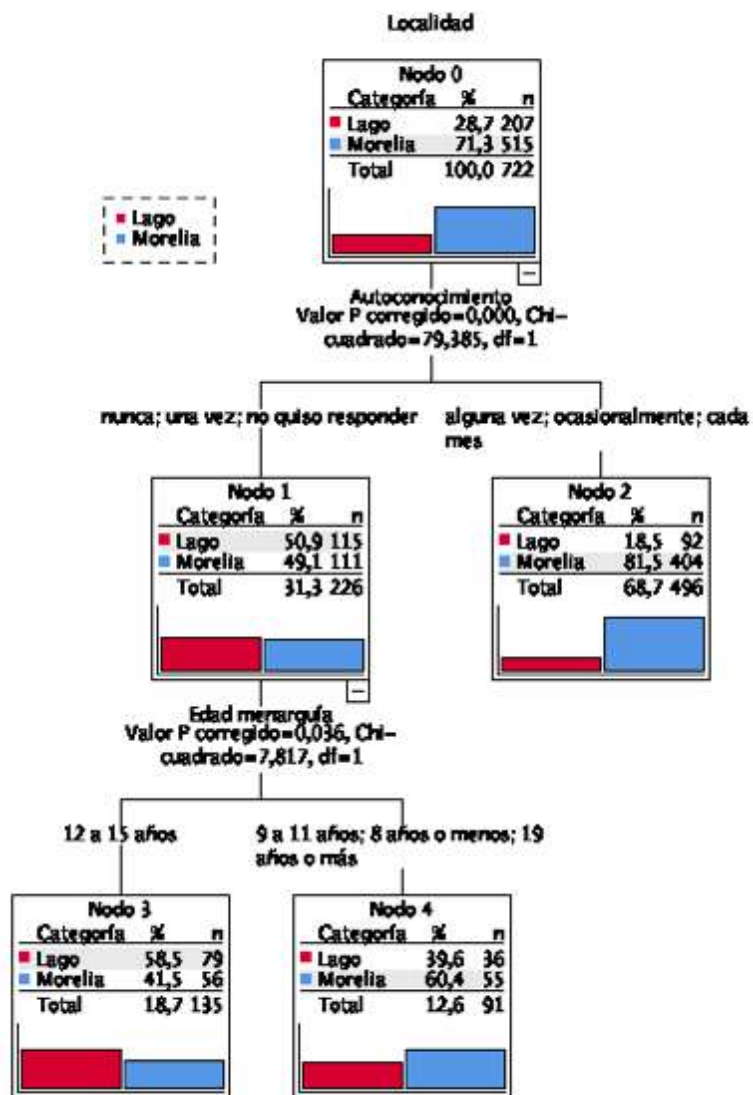 Localidad
Nodo 0
Categoría % n
Lago 28,7 207
Morelia 71,3 515
Total 100,0 722
Lago
Morelia
Autoconocimiento
Valor P corregido=0,000, Chi-
cuadrado=79,385, df=1
nunca; una vez; no quiso responder
alguna vez; ocasionalmente; cada
mes
Nodo 1
Categoría % n
Lago 50,9 115
Morelia 49,1 111
Total 31,3 226
Nodo 2
Categoría % n
Lago 18,5 92
Morelia 81,5 404
Total 68,7 496
Edad menarquía
Valor P corregido=0,036, Chi-
cuadrado=7,817, df=1
12 a 15 años
9 a 11 años; 8 años o menos; 19
años o más
Nodo 3
Categoría % n
Lago 58,5 79
Morelia 41,5 56
Total 18,7 135
Nodo 4
Categoría % n
Lago 39,6 36
Morelia 60,4 55
Total 12,6 91